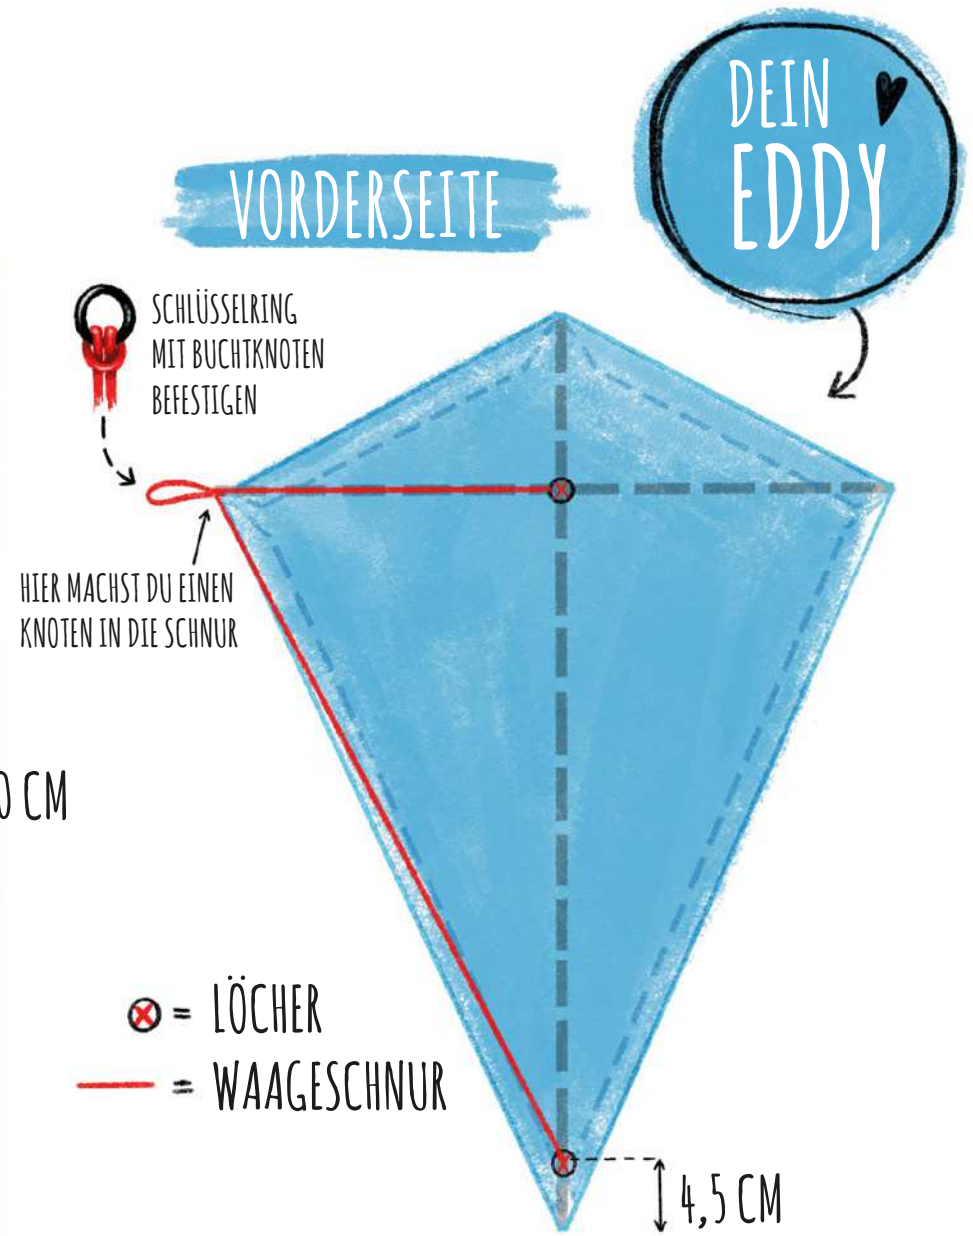 DEIN
EDDY
VORDERSEITE
SCHLÜSSELRING
MIT BUCHTKNOTEN
BEFESTIGEN
HIER MACHST DU EINEN
KNOTEN IN DIE SCHNUR
0 CM
= LÖCHER
= WAAGESCHNUR
4,5 CM